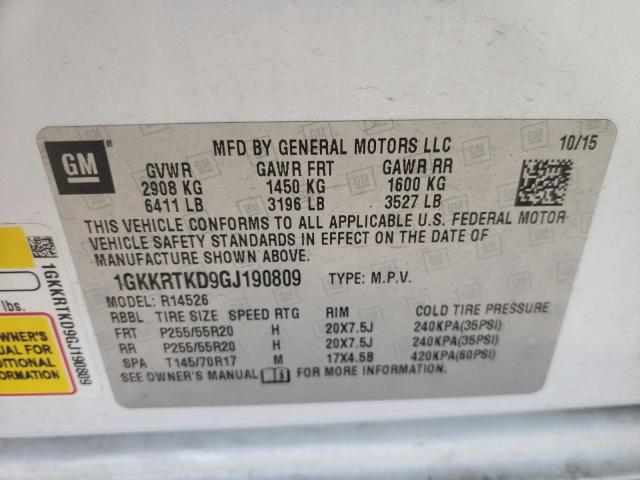 GM
MFD BY GENERAL MOTORS LLC 10/15
GVWR GAWR FRT GAWR RR
2908 KG 1450 KG 1600 KG
6411 LB 3196 LB 3527 LB
THIS VEHICLE CONFORMS TO ALL APPLICABLE U.S. FEDERAL MOTOR
VEHICLE SAFETY STANDARDS IN EFFECT ON THE DATE OF
MANUFACTURE SHOWN ABOVE.
1GKKRTKD9GJ190809 TYPE: M.P.V.
MODEL: R14526
RBBL TIRE SIZE SPEED RTG RIM COLD TIRE PRESSURE
FRT P255/55R20 H 20X7.5J 240KPA(35PSI)
RR P255/55R20 H 20X7.5J 240KPA(35PSI)
SPA T145/70R17 M 17X4.5B 420KPA(60PSI)
SEE OWNER'S MANUAL FOR MORE INFORMATION.
lbs.
OWNER'S
FOR
INFORMATION
1GKKRTKD9GJ190809